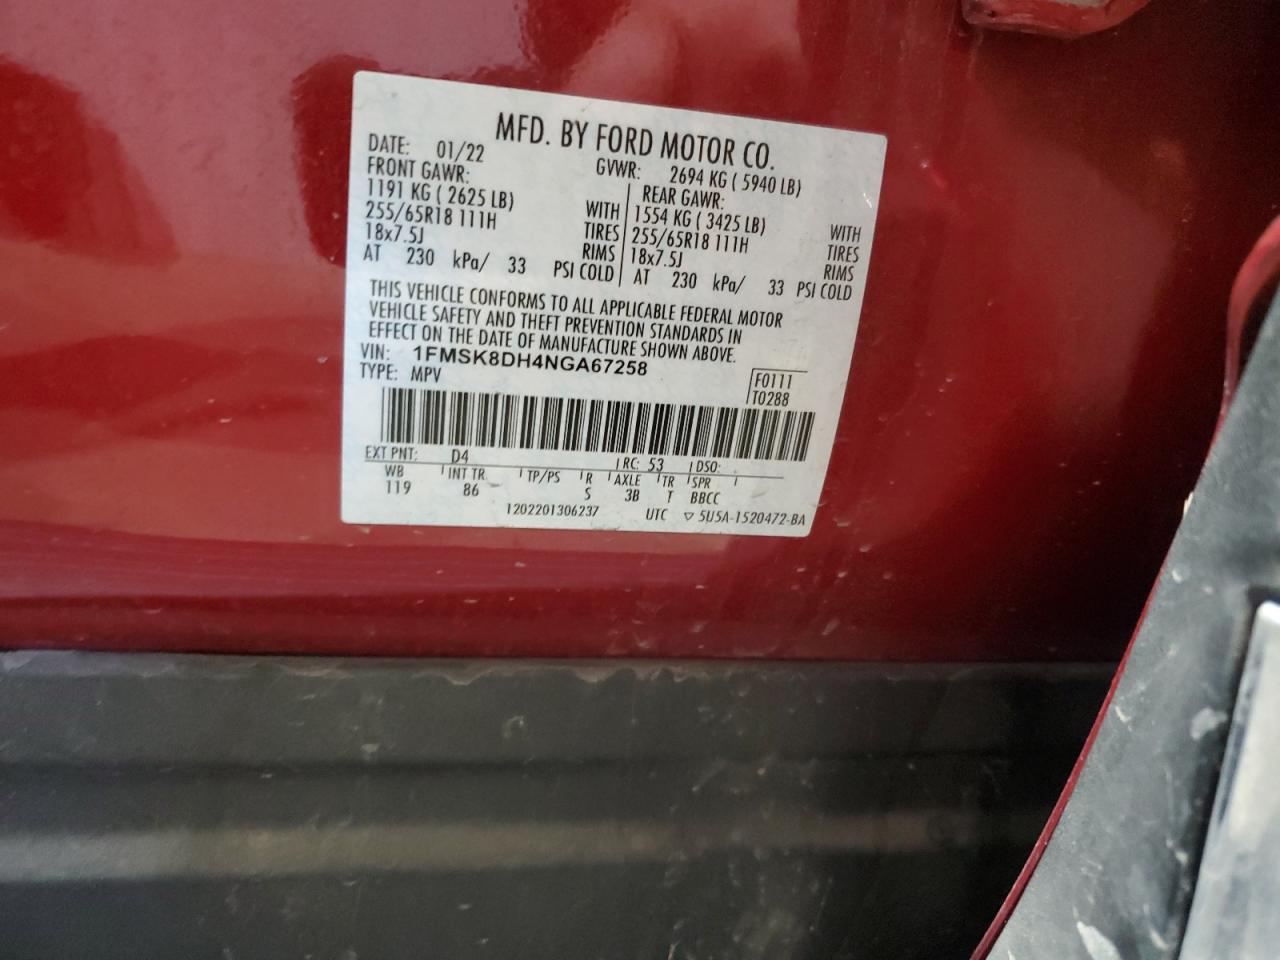 MFD. BY FORD MOTOR CO.
DATE: 01/22 GVWR: 2694 KG ( 5940 LB)
FRONT GAWR: REAR GAWR:
1191 KG ( 2625 LB) WITH 1554 KG ( 3425 LB) WITH
255/65R18 111H TIRES 255/65R18 111H TIRES
18x7.5J RIMS 18x7.5J RIMS
AT 230 kPa/ 33 PSI COLD AT 230 kPa/ 33 PSI COLD
THIS VEHICLE CONFORMS TO ALL APPLICABLE FEDERAL MOTOR
VEHICLE SAFETY AND THEFT PREVENTION STANDARDS IN
EFFECT ON THE DATE OF MANUFACTURE SHOWN ABOVE.
VIN: 1FMSK8DH4NGA67258
TYPE: MPV F0111
T0288
EXT PNT: D4 RC: 53 DSO:
WB INT TR TP/PS R AXLE TR SPR
119 86 S 3B T BBCC
1202201306237 UTC ▽ 5U5A-1520472-BA